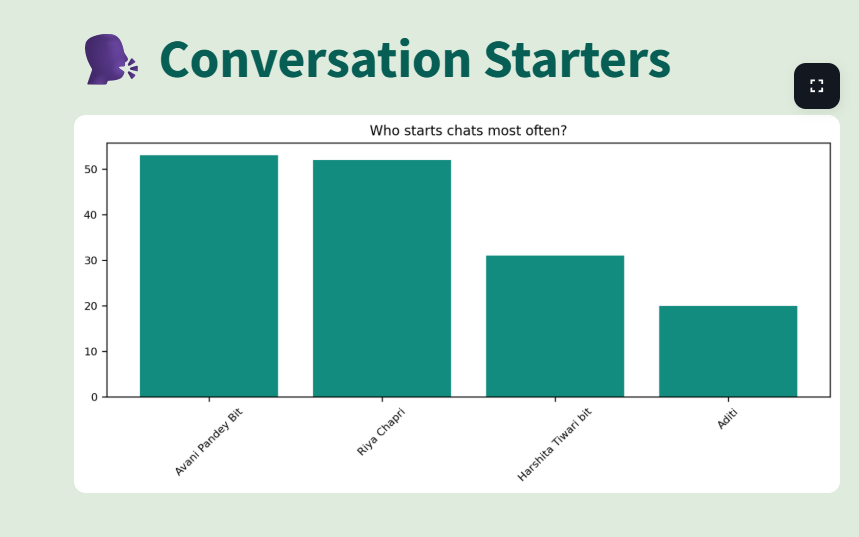 Conversation Starters
Who starts chats most often?
50
40
30
20
10
0
Avani Pandey Bit
Riya Chapri
Harshita Tiwari bit
Aditi